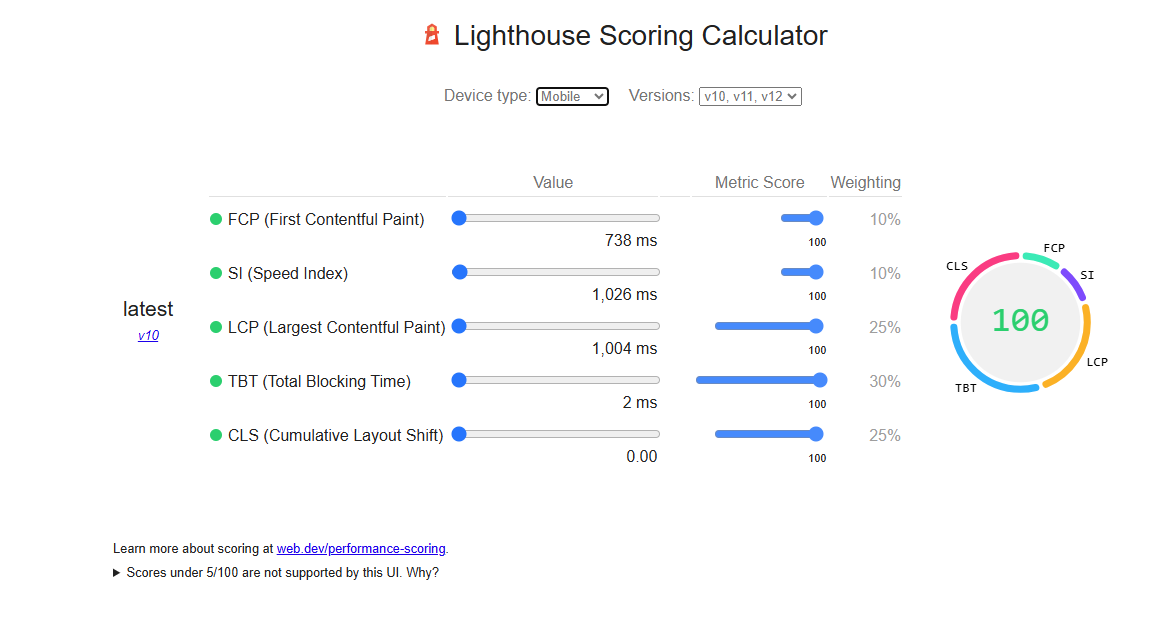 Lighthouse Scoring Calculator
Device type: Mobile Versions: v10, v11, v12
Value Metric Score Weighting
latest
v10
FCP (First Contentful Paint) 10%
738 ms 100
SI (Speed Index) 10%
1,026 ms 100
LCP (Largest Contentful Paint) 25%
1,004 ms 100
TBT (Total Blocking Time) 30%
2 ms 100
CLS (Cumulative Layout Shift) 25%
0.00 100
FCP
CLS
SI
100
LCP
TBT
Learn more about scoring at web.dev/performance-scoring.
▶ Scores under 5/100 are not supported by this UI. Why?